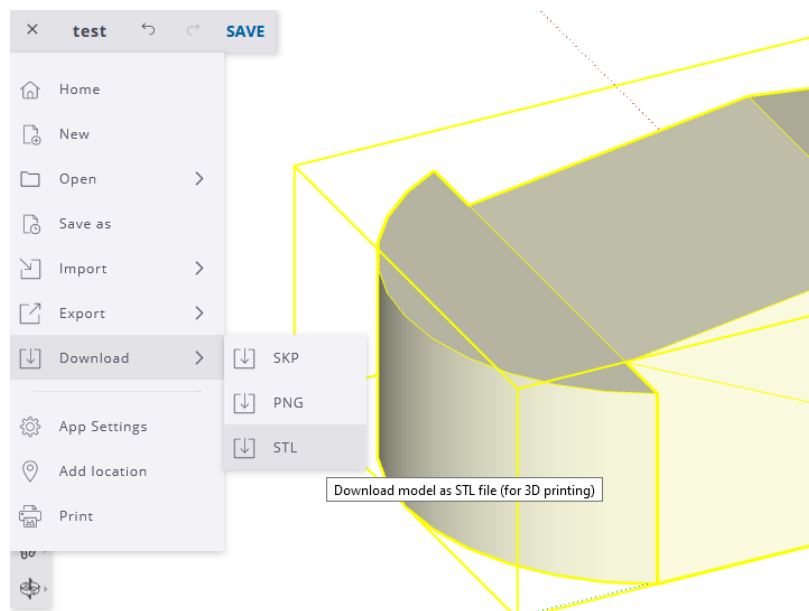 test
SAVE
Home
New
Open
Save as
Import
Export
Download
SKP
PNG
STL
Download model as STL file (for 3D printing)
App Settings
Add location
Print